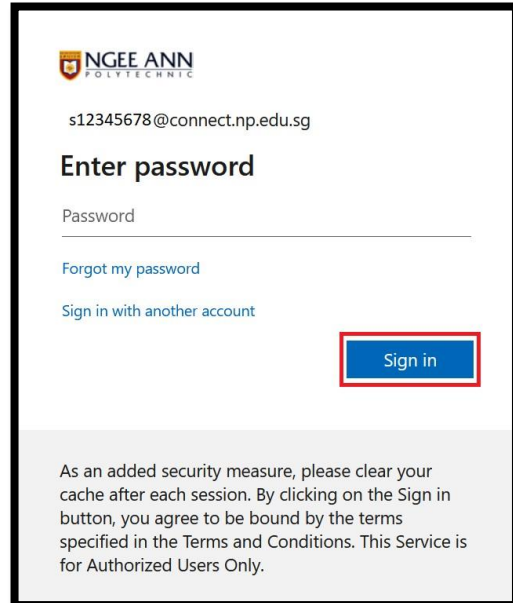 NGEE ANN
POLYTECHNIC
s12345678@connect.np.edu.sg
Enter password
Password
Forgot my password
Sign in with another account
Sign in
As an added security measure, please clear your
cache after each session. By clicking on the Sign in
button, you agree to be bound by the terms
specified in the Terms and Conditions. This Service is
for Authorized Users Only.